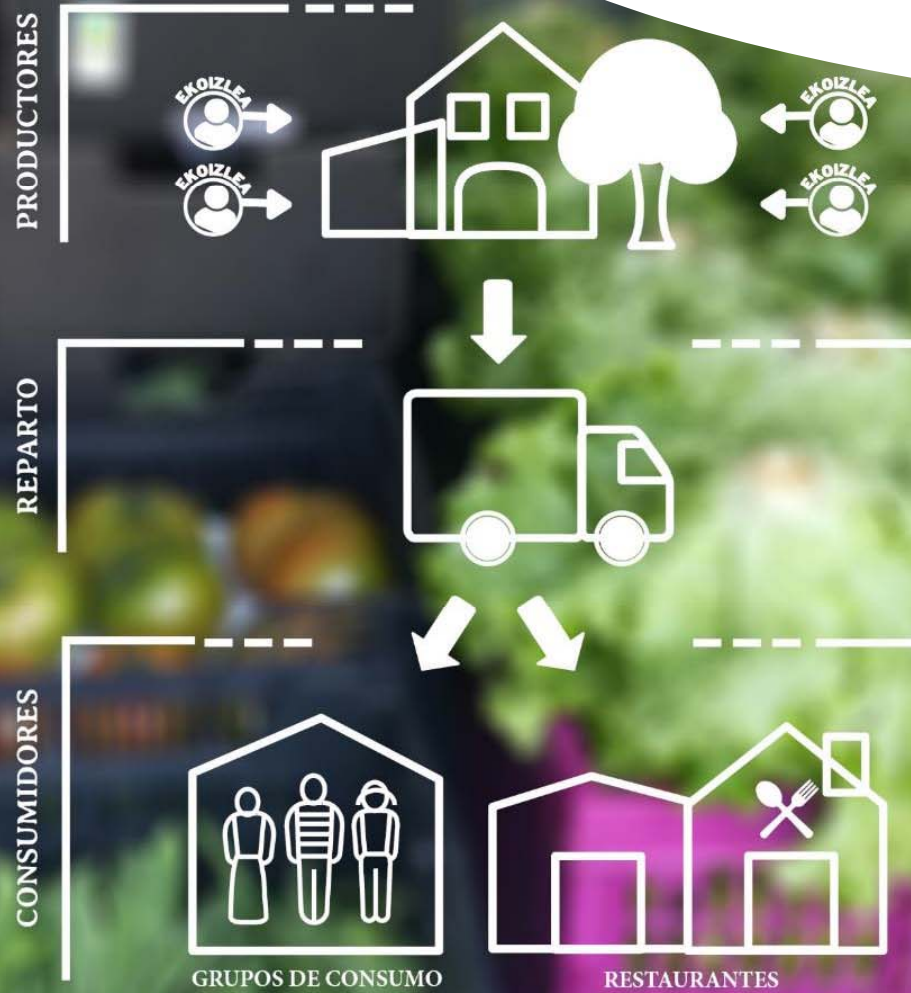 PRODUCTORES
EKOIZLEA
EKOIZLEA
EKOIZLEA
EKOIZLEA
REPARTO
CONSUMIDORES
GRUPOS DE CONSUMO
RESTAURANTES